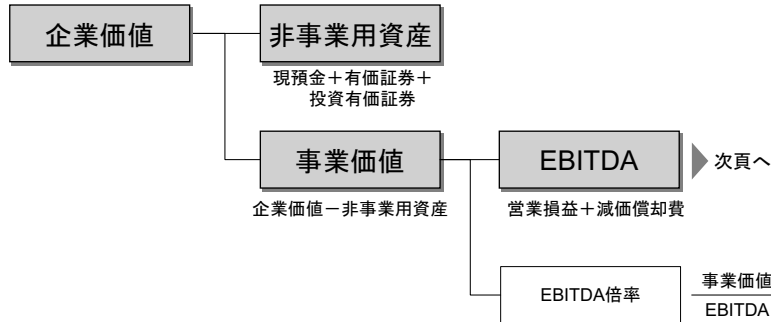 企業価値
非事業用資産
現預金＋有価証券＋
投資有価証券
事業価値
企業価値－非事業用資産
EBITDA
営業損益＋減価償却費
次頁へ
EBITDA倍率
事業価値
EBITDA